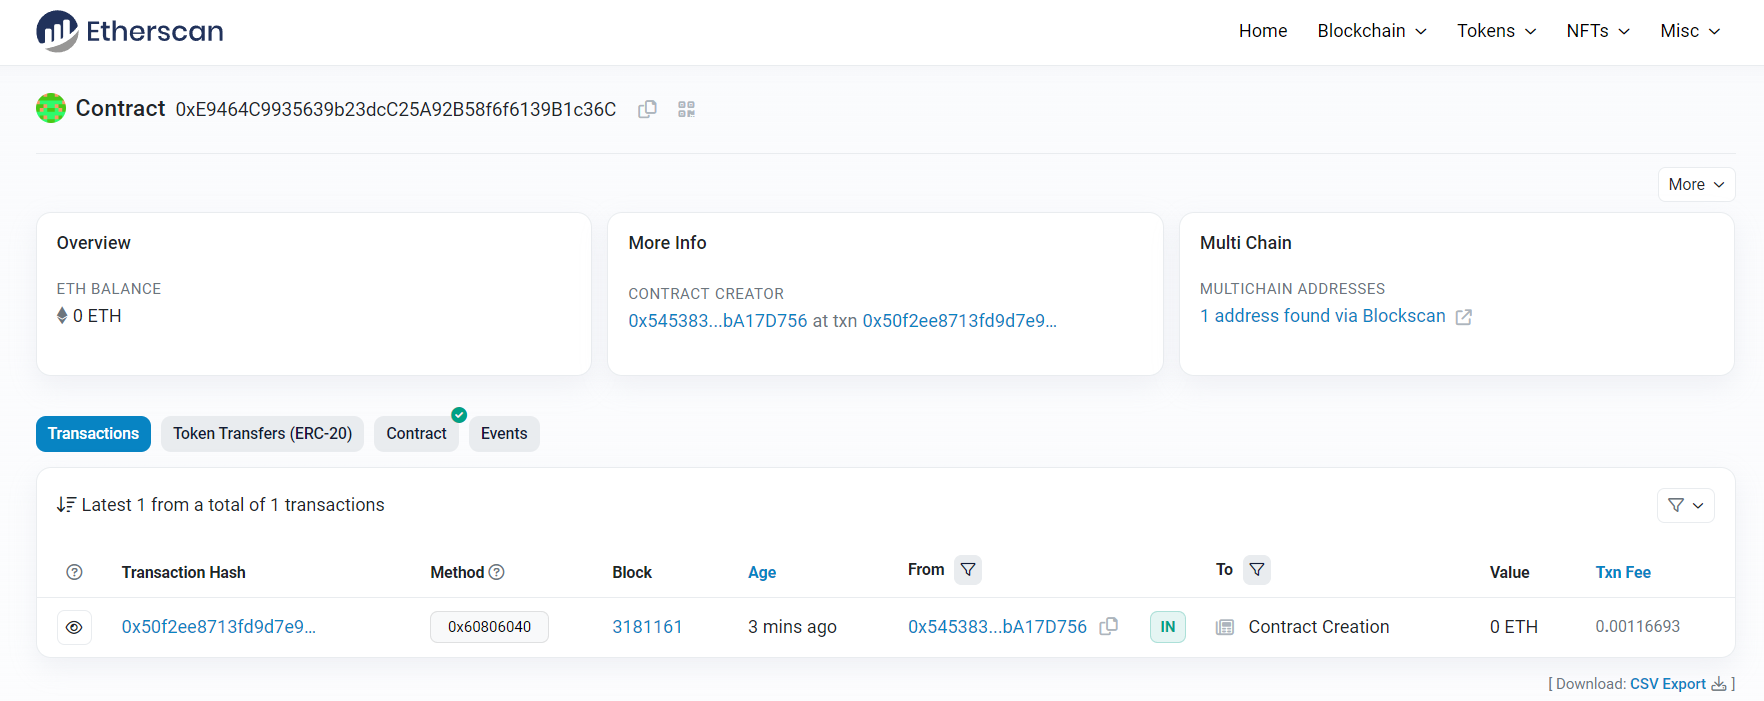 Etherscan
Home Blockchain Tokens NFTs Misc
Contract 0xE9464C9935639b23dcC25A92B58f6f6139B1c36C
More
Overview
ETH BALANCE
0 ETH
More Info
CONTRACT CREATOR
0x545383...bA17D756 at txn 0x50f2ee8713fd9d7e9...
Multi Chain
MULTICHAIN ADDRESSES
1 address found via Blockscan
Transactions Token Transfers (ERC-20) Contract Events
Latest 1 from a total of 1 transactions
Transaction Hash Method Block Age From To Value Txn Fee
0x50f2ee8713fd9d7e9... 0x60806040 3181161 3 mins ago 0x545383...bA17D756 IN Contract Creation 0 ETH 0.00116693
[ Download: CSV Export ]